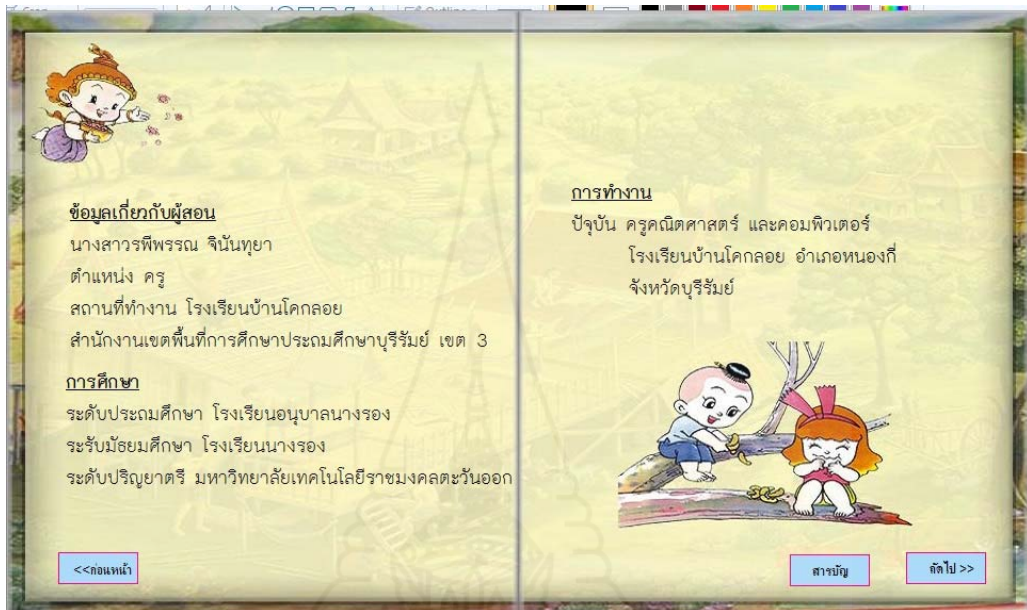 ข้อมูลเกี่ยวกับผู้สอน
นางสาวรพีพรรณ จินันทุยา
ตำแหน่ง ครู
สถานที่ทำงาน โรงเรียนบ้านโคกลอย
สำนักงานเขตพื้นที่การศึกษาประถมศึกษาบุรีรัมย์ เขต 3
การศึกษา
ระดับประถมศึกษา โรงเรียนอนุบาลนางรอง
ระรับมัธยมศึกษา โรงเรียนนางรอง
ระดับปริญยาตรี มหาวิทยาลัยเทคโนโลยีราชมงคลตะวันออก
<<ก่อนหน้า
การทำงาน
ปัจุบัน ครูคณิตศาสตร์ และคอมพิวเตอร์
โรงเรียนบ้านโคกลอย อำเภอหนองกี่
จังหวัดบุรีรัมย์
สารบัญ
ถัดไป >>